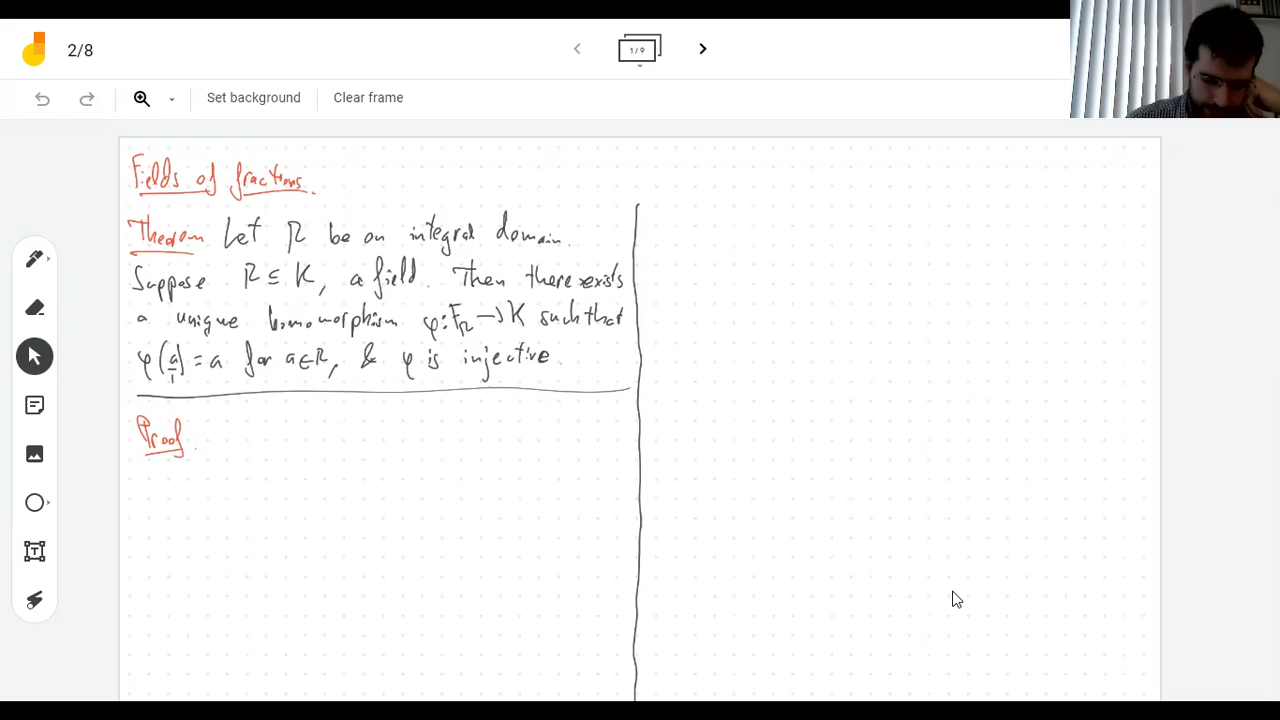 2/8
1/9
Set background
Clear frame
Fields of fractions.
Theorem Let R be an integral domain.
Suppose R ≤ K, a field. Then there exists
a unique homomorphism φ: F_R → K such that
φ(a/1) = a for a∈R, & φ is injective.
Proof.